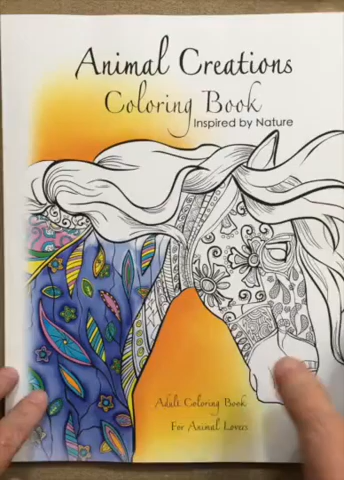 Animal Creations
Coloring Book
Inspired by Nature
Adult Coloring Book
For Animal Lovers